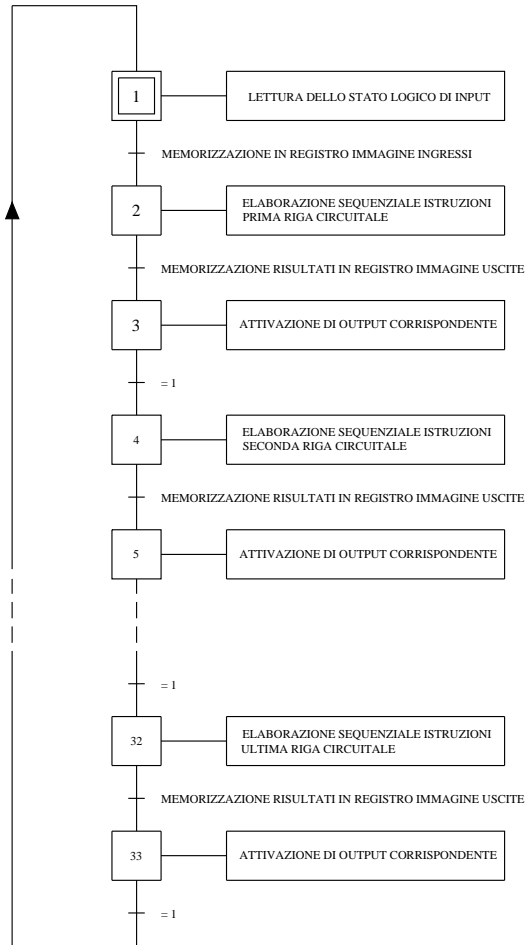 1
LETTURA DELLO STATO LOGICO DI INPUT
MEMORIZZAZIONE IN REGISTRO IMMAGINE INGRESSI
2
ELABORAZIONE SEQUENZIALE ISTRUZIONI
PRIMA RIGA CIRCUITALE
MEMORIZZAZIONE RISULTATI IN REGISTRO IMMAGINE USCITE
3
ATTIVAZIONE DI OUTPUT CORRISPONDENTE
= 1
4
ELABORAZIONE SEQUENZIALE ISTRUZIONI
SECONDA RIGA CIRCUITALE
MEMORIZZAZIONE RISULTATI IN REGISTRO IMMAGINE USCITE
5
ATTIVAZIONE DI OUTPUT CORRISPONDENTE
= 1
32
ELABORAZIONE SEQUENZIALE ISTRUZIONI
ULTIMA RIGA CIRCUITALE
MEMORIZZAZIONE RISULTATI IN REGISTRO IMMAGINE USCITE
33
ATTIVAZIONE DI OUTPUT CORRISPONDENTE
= 1